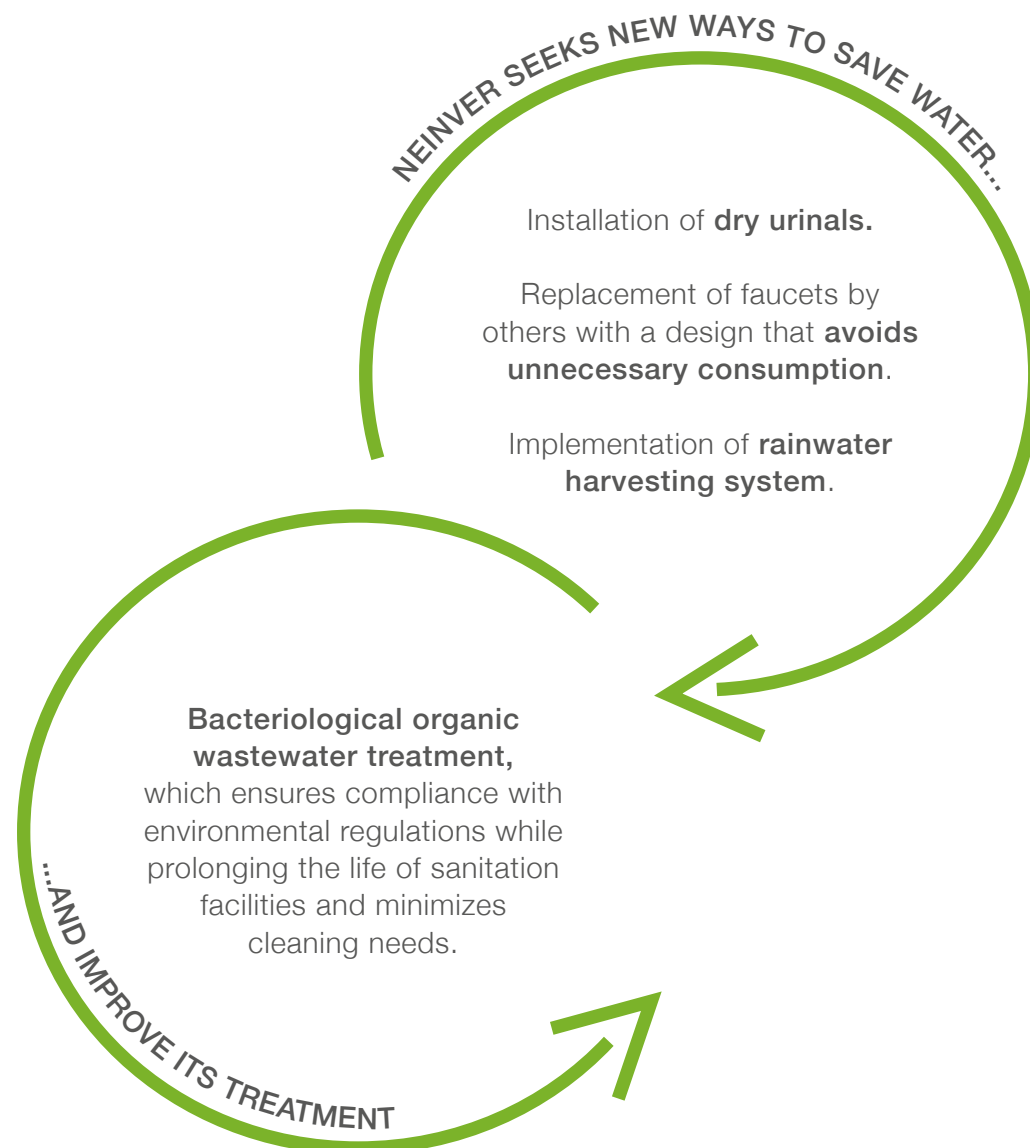 NEINVER SEEKS NEW WAYS TO SAVE WATER...
Installation of dry urinals.
Replacement of faucets by
others with a design that avoids
unnecessary consumption.
Implementation of rainwater
harvesting system.
Bacteriological organic
wastewater treatment,
which ensures compliance with
environmental regulations while
prolonging the life of sanitation
facilities and minimizes
cleaning needs.
...AND IMPROVE ITS TREATMENT